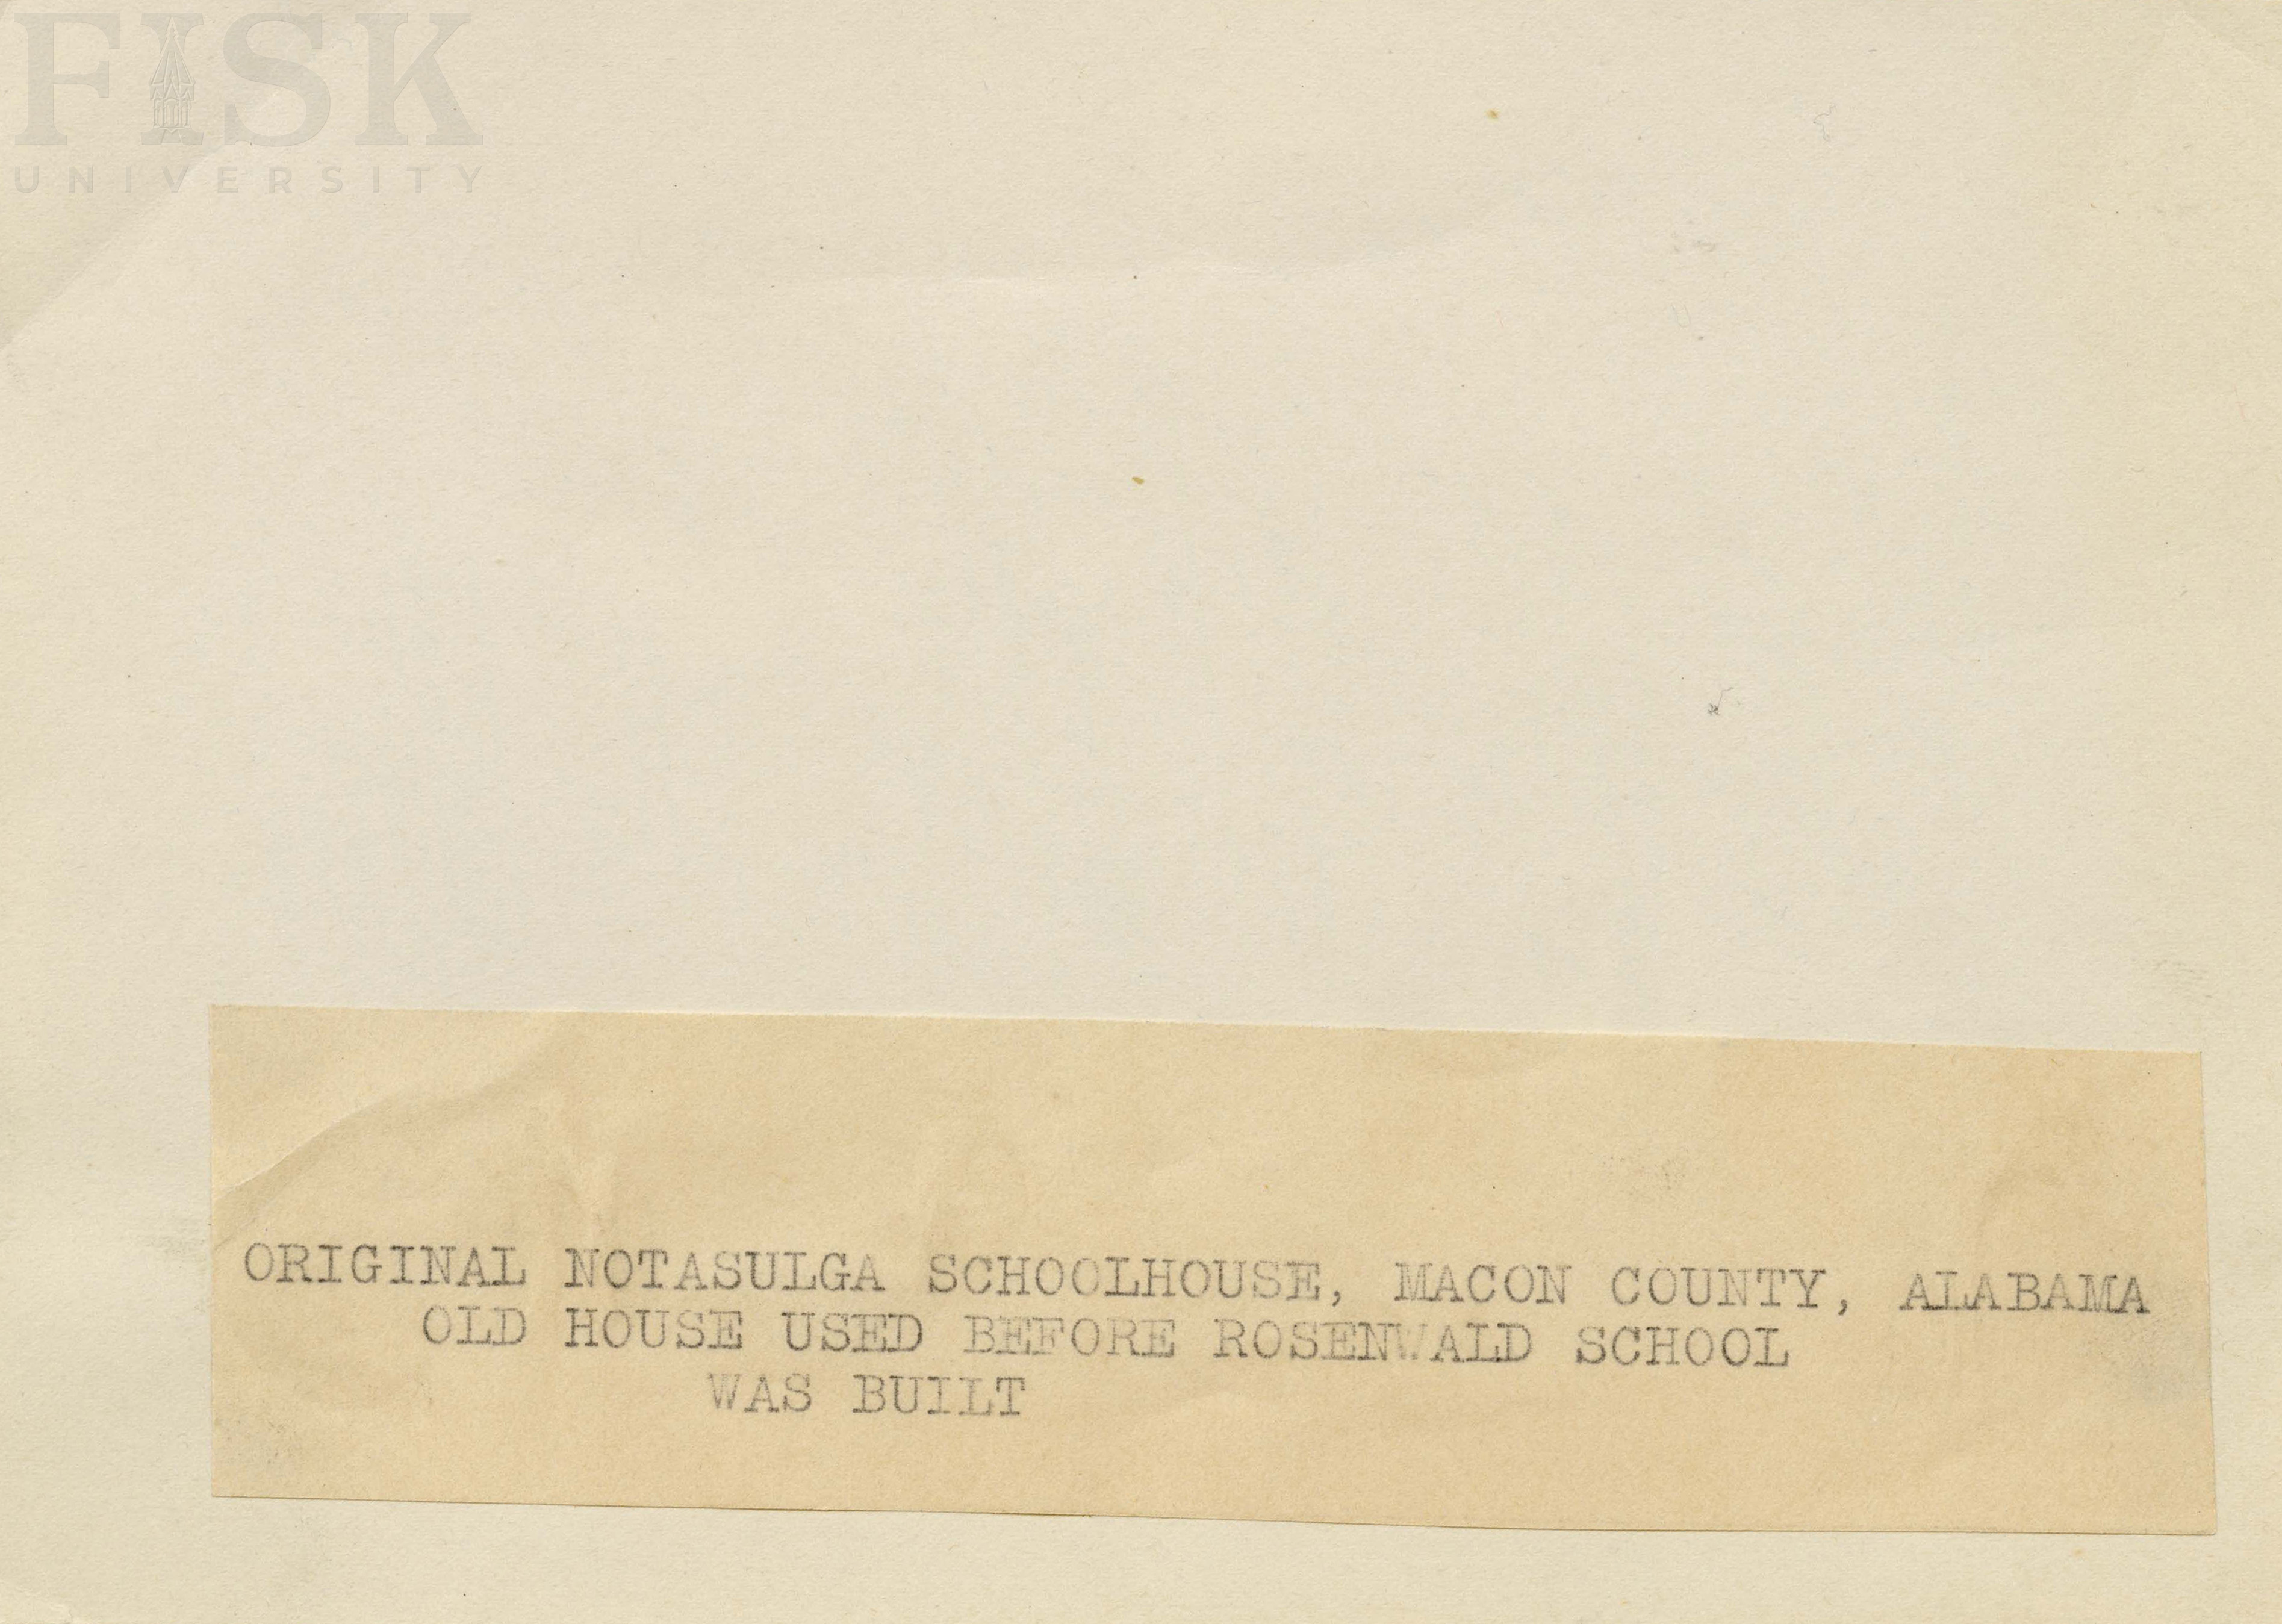 FISK
UNIVERSITY
ORIGINAL NOTASULGA SCHOOLHOUSE, MACON COUNTY, ALABAMA
OLD HOUSE USED BEFORE ROSENWALD SCHOOL
WAS BUILT